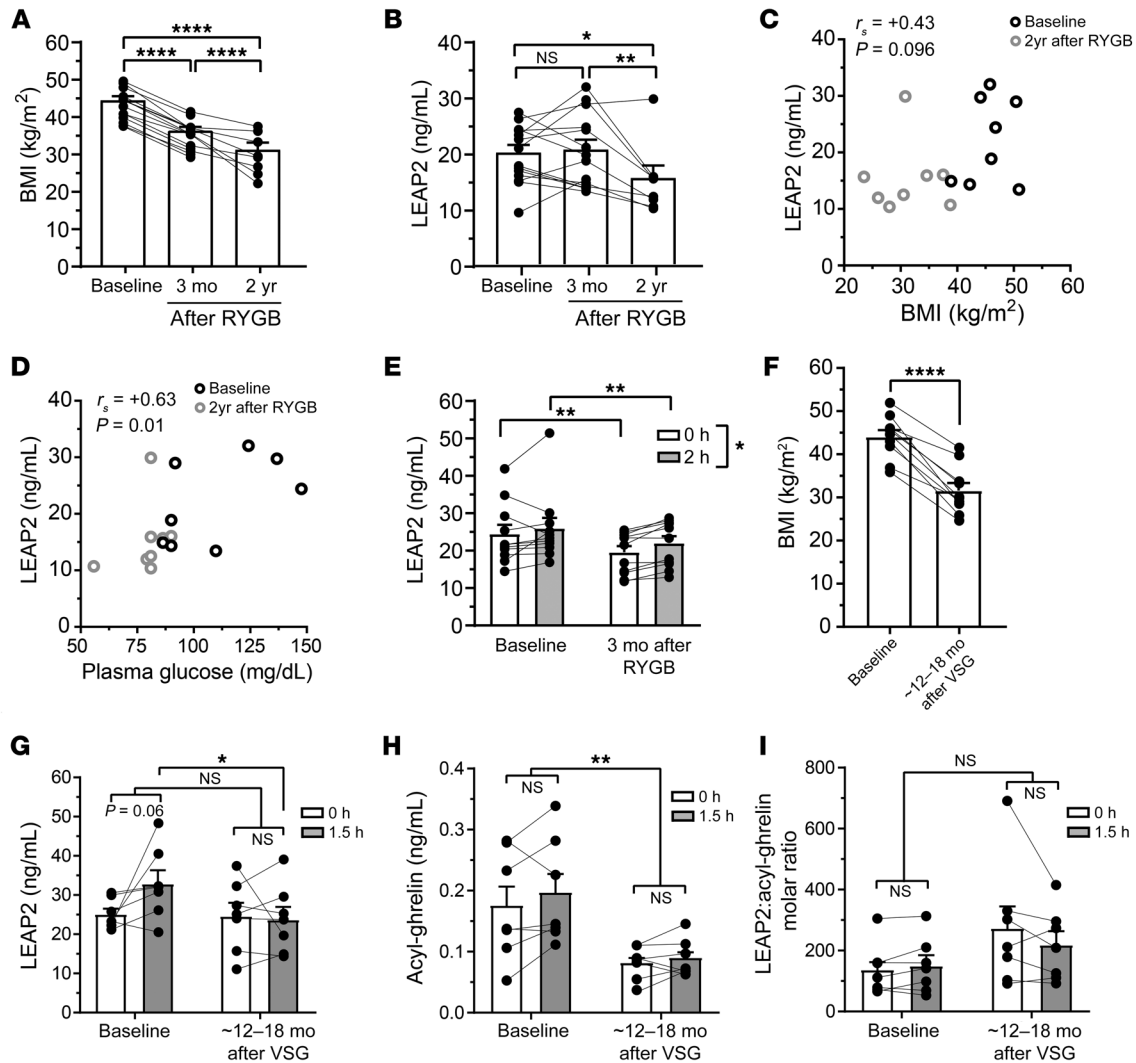 A
BMI (kg/m²)
60
50
40
30
20
10
0
****
****
****
Baseline
3 mo
2 yr
After RYGB
B
LEAP2 (ng/mL)
40
30
20
10
0
*
NS
**
Baseline
3 mo
2 yr
After RYGB
C
rs = +0.43
P = 0.096
Baseline
2yr after RYGB
LEAP2 (ng/mL)
40
30
20
10
0
20
30
40
50
60
BMI (kg/m²)
D
rs = +0.63
P = 0.01
Baseline
2yr after RYGB
LEAP2 (ng/mL)
40
30
20
10
0
50
75
100
125
150
Plasma glucose (mg/dL)
E
LEAP2 (ng/mL)
60
50
40
30
20
10
0
**
**
0 h
2 h
*
Baseline
3 mo after
RYGB
F
BMI (kg/m²)
60
50
40
30
20
10
0
****
Baseline
~12–18 mo
after VSG
G
LEAP2 (ng/mL)
60
50
40
30
20
10
0
*
NS
P = 0.06
NS
0 h
1.5 h
Baseline
~12–18 mo
after VSG
H
Acyl-ghrelin (ng/mL)
0.4
0.3
0.2
0.1
0.0
**
NS
NS
0 h
1.5 h
Baseline
~12–18 mo
after VSG
I
LEAP2:acyl-ghrelin
molar ratio
800
600
400
300
200
100
0
NS
NS
NS
0 h
1.5 h
Baseline
~12–18 mo
after VSG